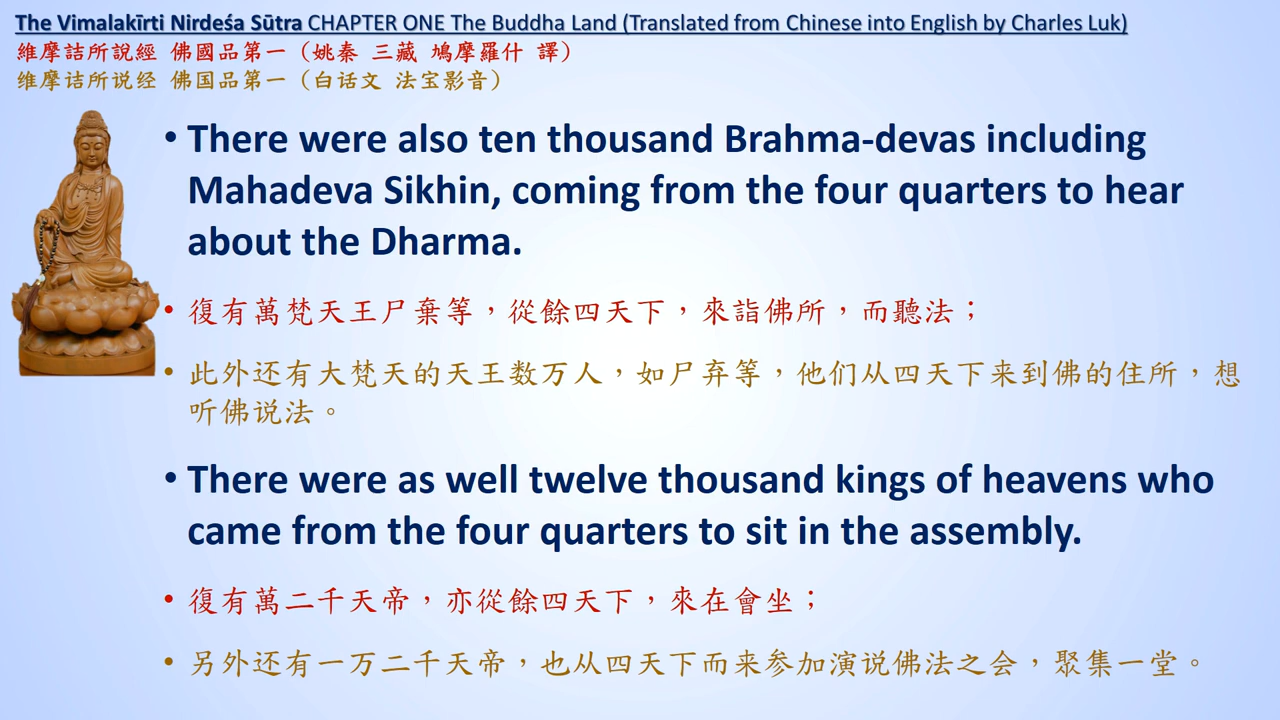 The Vimalakīrti Nirdeśa Sūtra CHAPTER ONE The Buddha Land (Translated from Chinese into English by Charles Luk)
維摩詰所說經 佛國品第一（姚秦 三藏 鳩摩羅什 譯）
维摩诘所说经 佛国品第一（白话文 法宝影音）
• There were also ten thousand Brahma-devas including
Mahadeva Sikhin, coming from the four quarters to hear
about the Dharma.
• 復有萬梵天王尸棄等，從餘四天下，來詣佛所，而聽法；
• 此外还有大梵天的天王数万人，如尸弃等，他们从四天下来到佛的住所，想
听佛说法。
• There were as well twelve thousand kings of heavens who
came from the four quarters to sit in the assembly.
• 復有萬二千天帝，亦從餘四天下，來在會坐；
• 另外还有一万二千天帝，也从四天下而来参加演说佛法之会，聚集一堂。